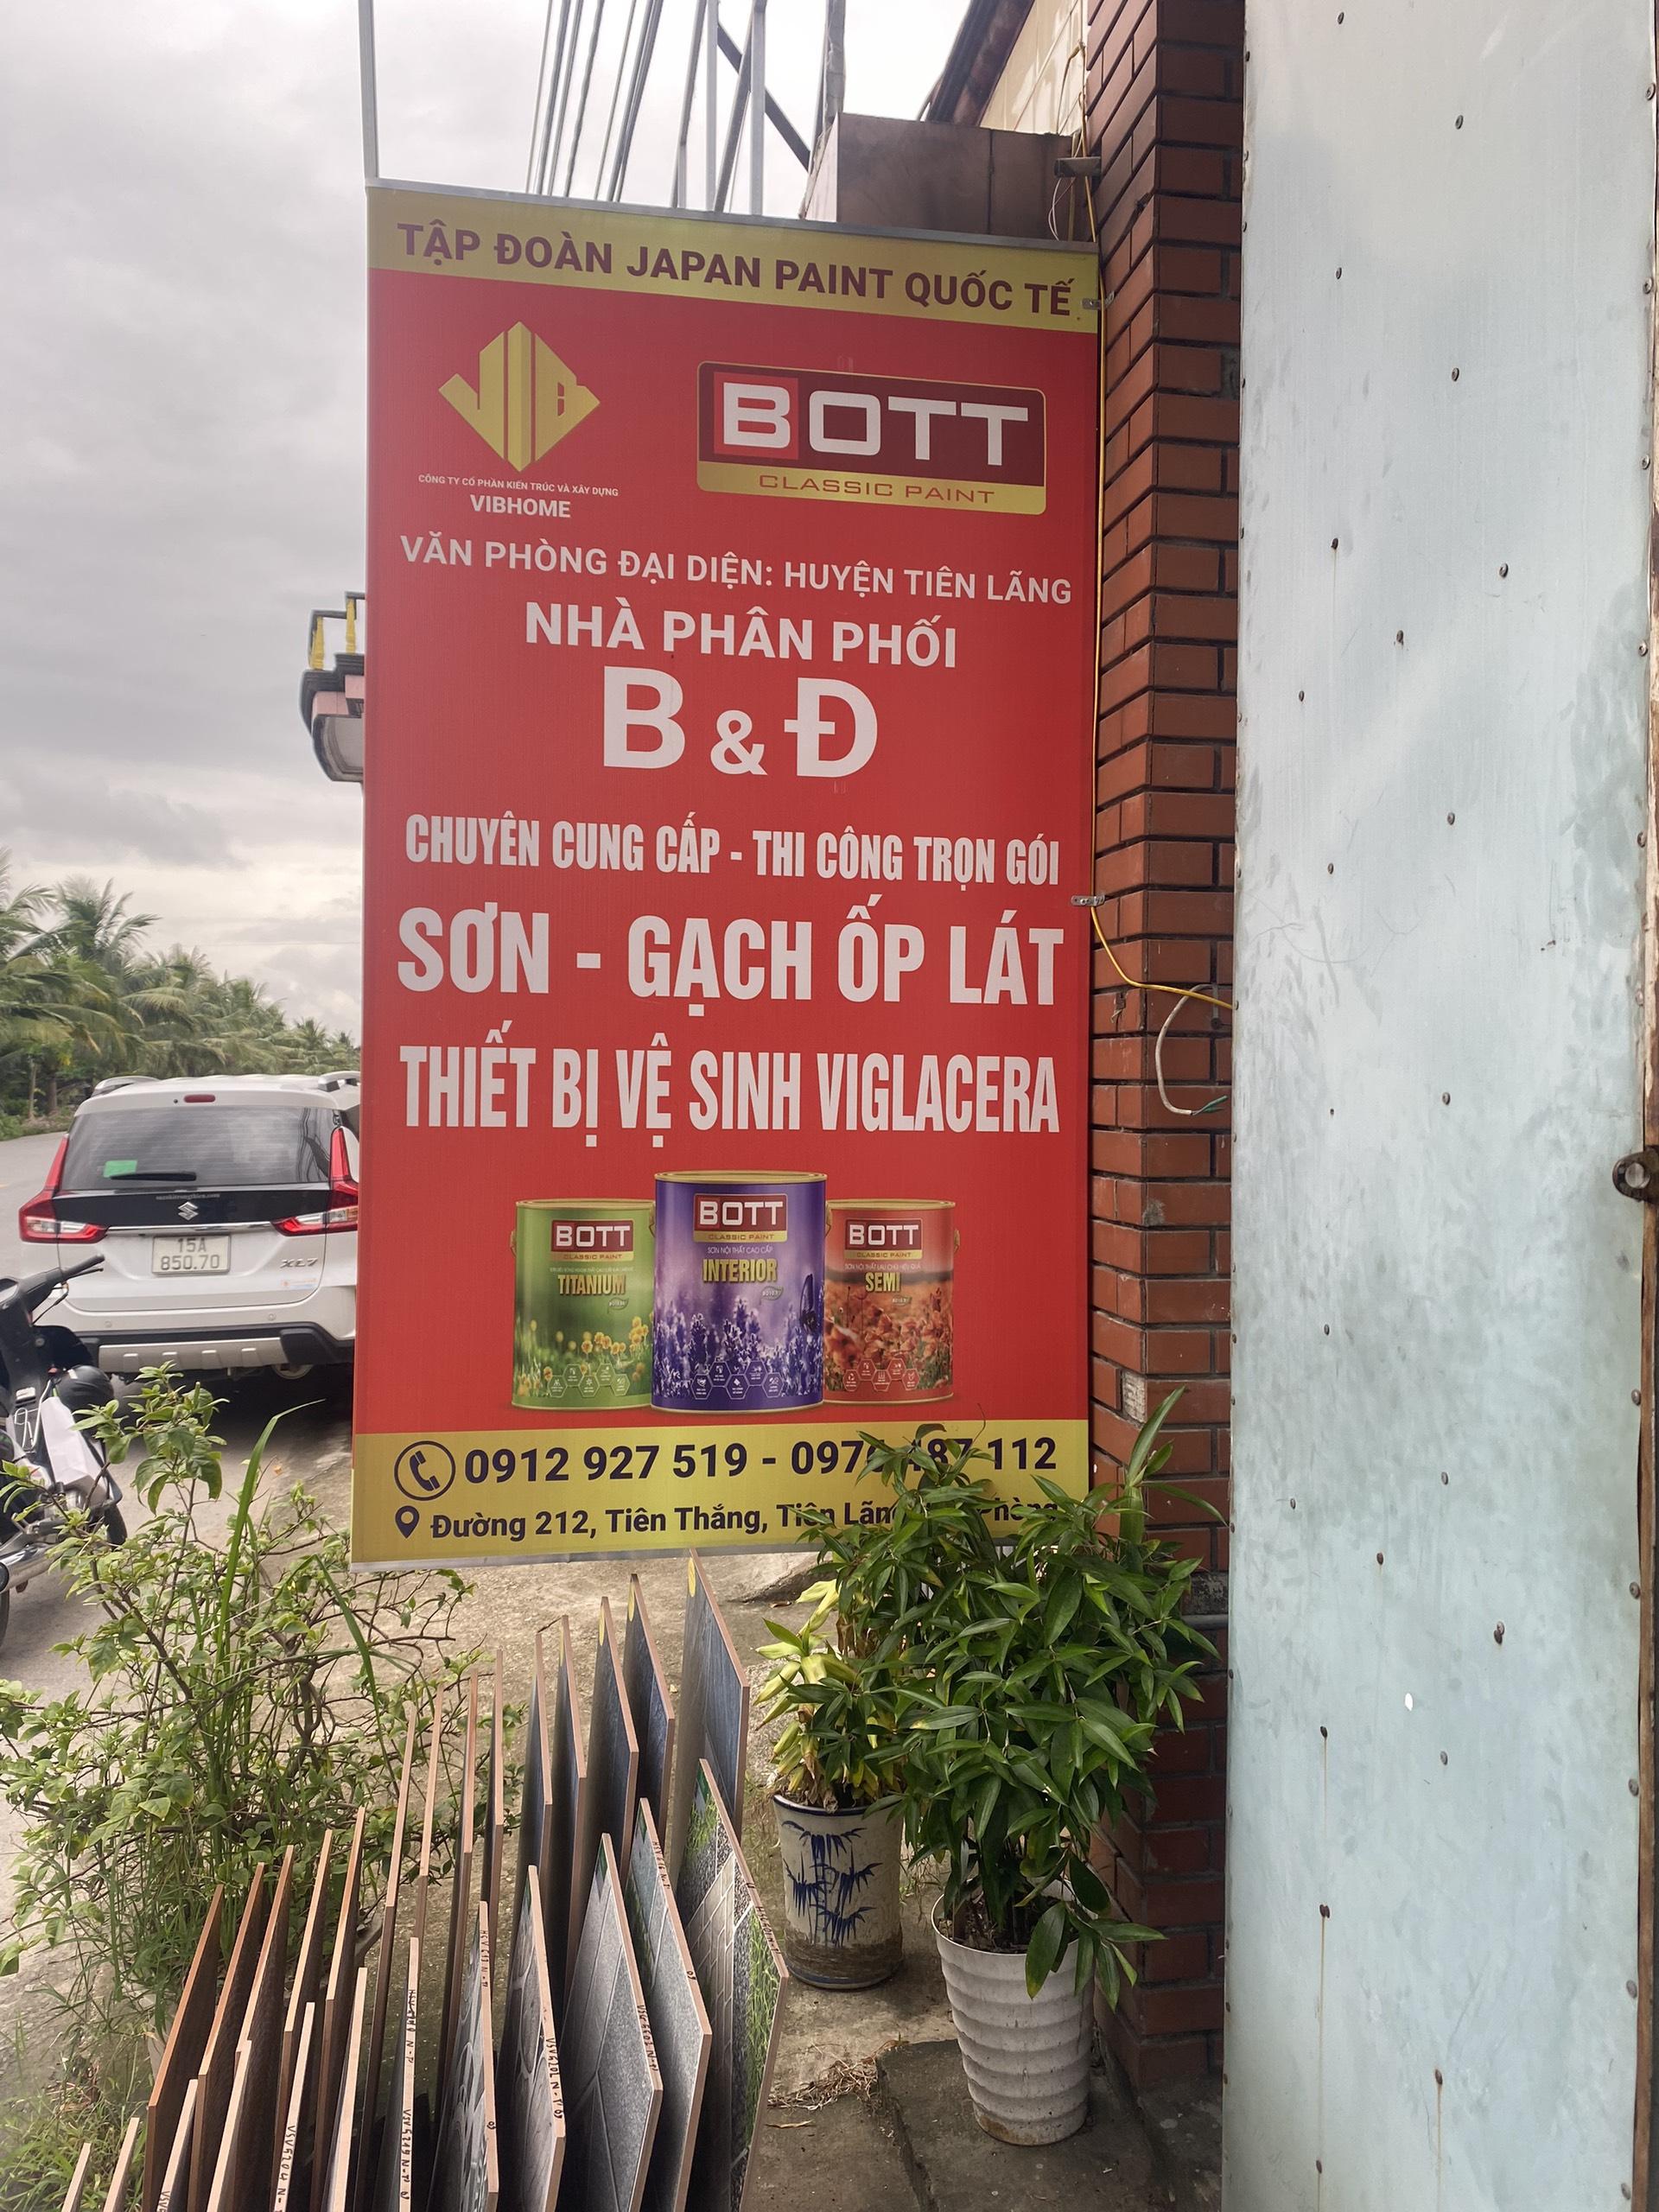 TẬP ĐOÀN JAPAN PAINT QUỐC TẾ
CÔNG TY CỔ PHẦN KIẾN TRÚC VÀ XÂY DỰNG
VIBHOME
BOTT
CLASSIC PAINT
VĂN PHÒNG ĐẠI DIỆN: HUYỆN TIÊN LÃNG
NHÀ PHÂN PHỐI
B & Đ
CHUYÊN CUNG CẤP - THI CÔNG TRỌN GÓI
SƠN - GẠCH ỐP LÁT
THIẾT BỊ VỆ SINH VIGLACERA
BOTT
CLASSIC PAINT
TITANIUM
BOTT
CLASSIC PAINT
SƠN NỘI THẤT CAO CẤP
INTERIOR
BOTT
CLASSIC PAINT
SEMI
0912 927 519 - 112
Đường 212, Tiên Thắng, Tiên
15A
850.70
XL7